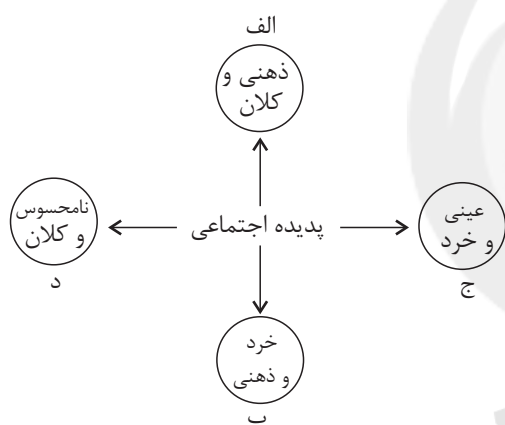 الف
ذهنی و
کلان
نامحسوس
و کلان
د
پدیده اجتماعی
عینی
و خرد
ج
خرد
و ذهنی
ب